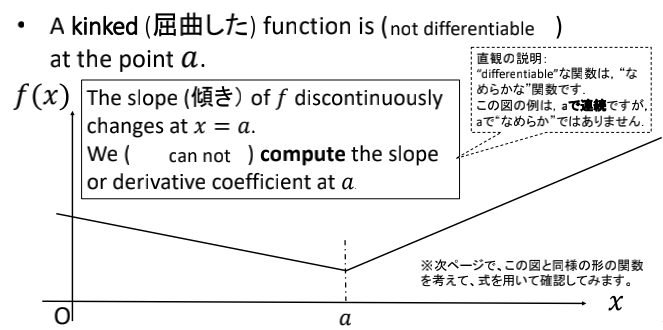 • A kinked (屈曲した) function is (not differentiable )
at the point a.
直観の説明:
“differentiable”な関数は, “な
めらかな”関数です.
この図の例は, aで連続ですが,
aで“なめらか”ではありません.
f(x)
The slope (傾き) of f discontinuously
changes at x = a.
We ( can not ) compute the slope
or derivative coefficient at a
※次ページで、この図と同様の形の関数
を考えて、式を用いて確認してみます。
O
a
x